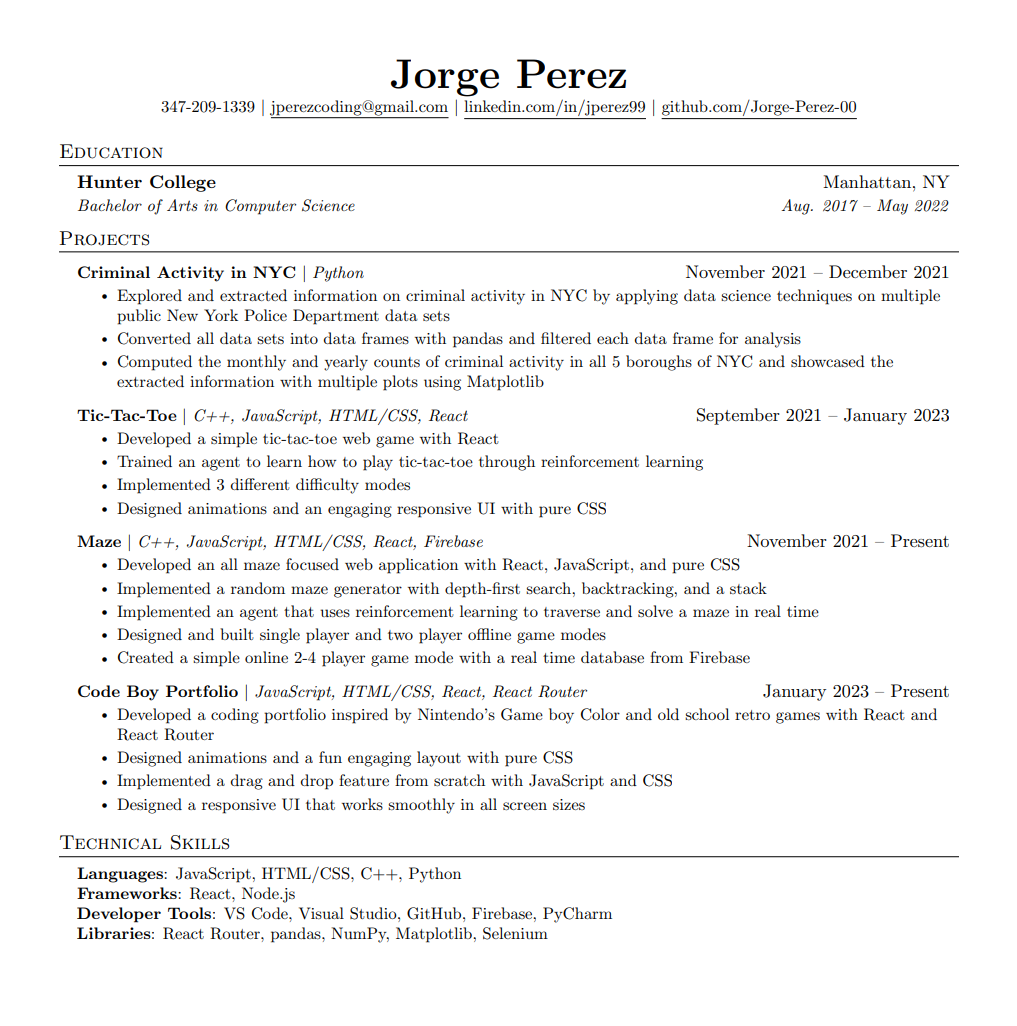 Jorge Perez
347-209-1339 | jperezcoding@gmail.com | linkedin.com/in/jperez99 | github.com/Jorge-Perez-00
Education
Hunter College Manhattan, NY
Bachelor of Arts in Computer Science Aug. 2017 – May 2022
Projects
Criminal Activity in NYC | Python November 2021 – December 2021
• Explored and extracted information on criminal activity in NYC by applying data science techniques on multiple
public New York Police Department data sets
• Converted all data sets into data frames with pandas and filtered each data frame for analysis
• Computed the monthly and yearly counts of criminal activity in all 5 boroughs of NYC and showcased the
extracted information with multiple plots using Matplotlib
Tic-Tac-Toe | C++, JavaScript, HTML/CSS, React September 2021 – January 2023
• Developed a simple tic-tac-toe web game with React
• Trained an agent to learn how to play tic-tac-toe through reinforcement learning
• Implemented 3 different difficulty modes
• Designed animations and an engaging responsive UI with pure CSS
Maze | C++, JavaScript, HTML/CSS, React, Firebase November 2021 – Present
• Developed an all maze focused web application with React, JavaScript, and pure CSS
• Implemented a random maze generator with depth-first search, backtracking, and a stack
• Implemented an agent that uses reinforcement learning to traverse and solve a maze in real time
• Designed and built single player and two player offline game modes
• Created a simple online 2-4 player game mode with a real time database from Firebase
Code Boy Portfolio | JavaScript, HTML/CSS, React, React Router January 2023 – Present
• Developed a coding portfolio inspired by Nintendo's Game boy Color and old school retro games with React and
React Router
• Designed animations and a fun engaging layout with pure CSS
• Implemented a drag and drop feature from scratch with JavaScript and CSS
• Designed a responsive UI that works smoothly in all screen sizes
Technical Skills
Languages: JavaScript, HTML/CSS, C++, Python
Frameworks: React, Node.js
Developer Tools: VS Code, Visual Studio, GitHub, Firebase, PyCharm
Libraries: React Router, pandas, NumPy, Matplotlib, Selenium